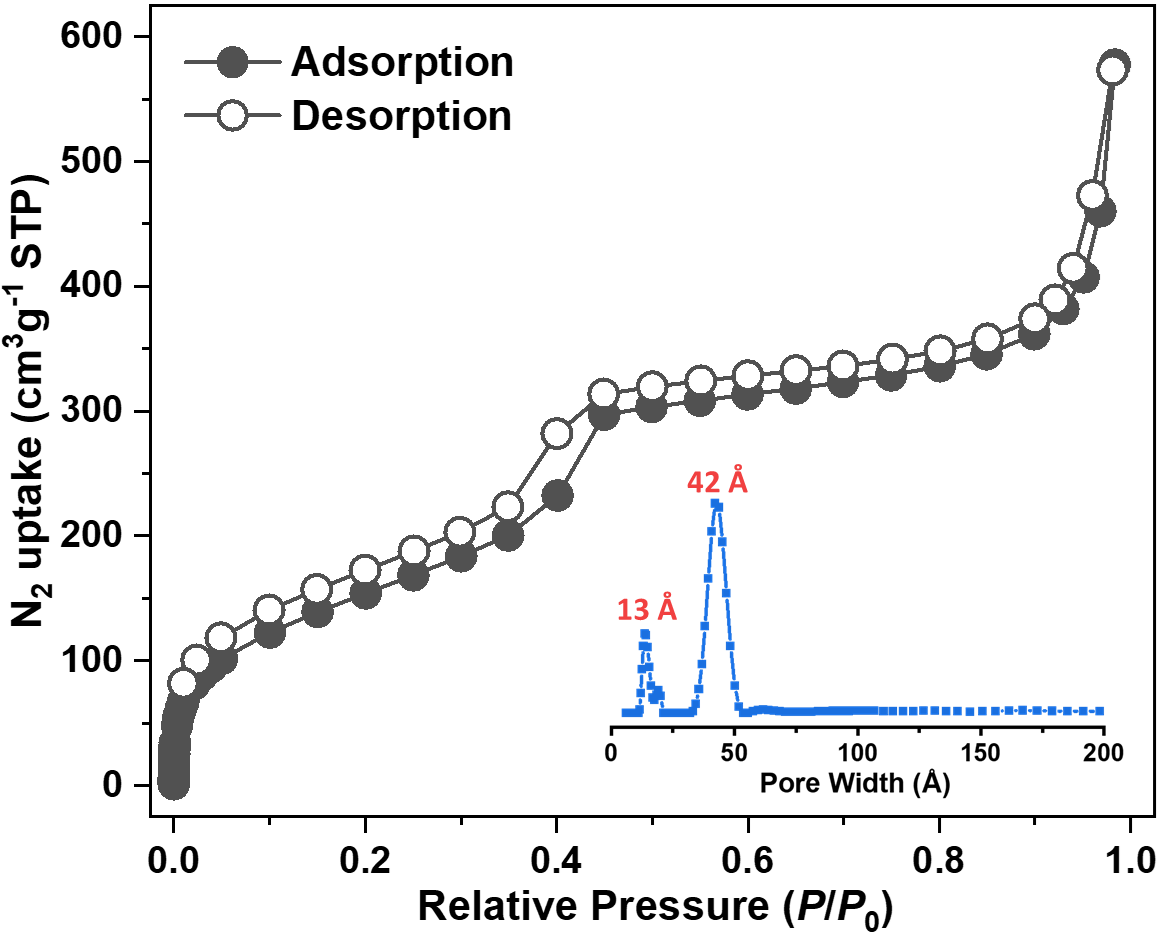 600
500
400
300
200
100
0
N₂ uptake (cm³g⁻¹ STP)
Adsorption
Desorption
42 Å
13 Å
0 50 100 150 200
Pore Width (Å)
0.0 0.2 0.4 0.6 0.8 1.0
Relative Pressure (P/P₀)